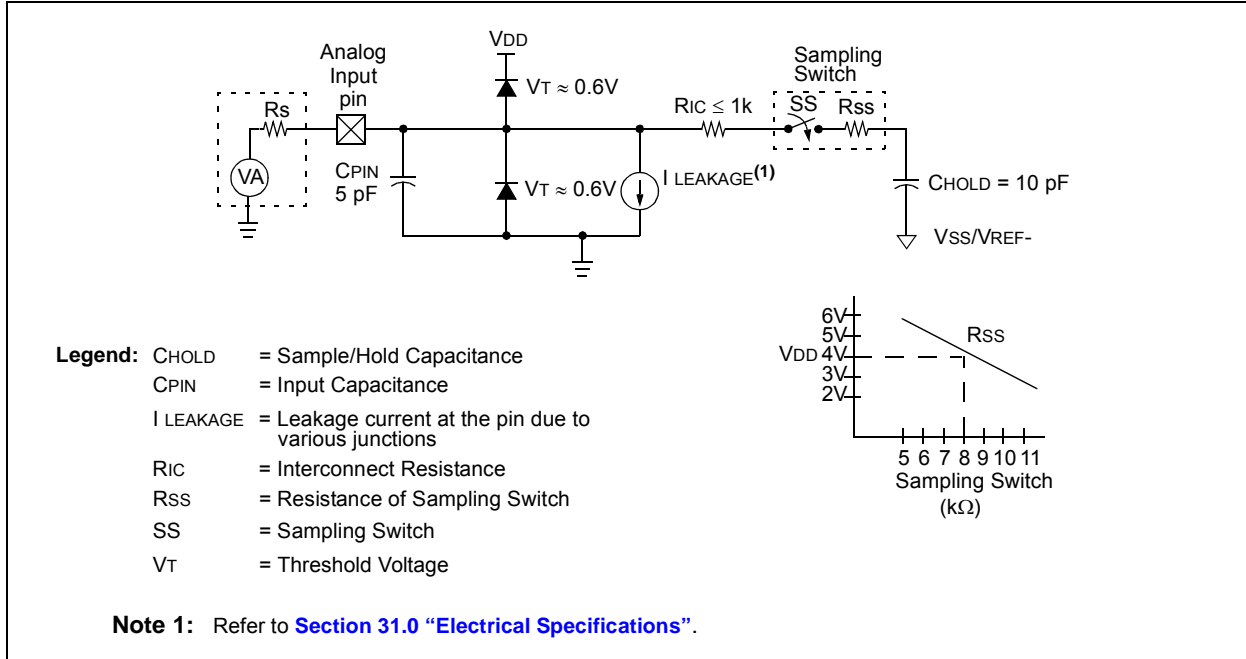 VDD
Analog
Input
pin
Sampling
Switch
VT ≈ 0.6V
Rs
RIC ≤ 1k
SS
Rss
VA
CPIN
5 pF
VT ≈ 0.6V
I LEAKAGE(1)
CHOLD = 10 pF
VSS/VREF-
6V
5V
VDD 4V
3V
2V
RSS
5 6 7 8 9 10 11
Sampling Switch
(kΩ)
Legend: CHOLD = Sample/Hold Capacitance
CPIN = Input Capacitance
I LEAKAGE = Leakage current at the pin due to
various junctions
RIC = Interconnect Resistance
RSS = Resistance of Sampling Switch
SS = Sampling Switch
VT = Threshold Voltage
Note 1: Refer to Section 31.0 “Electrical Specifications”.